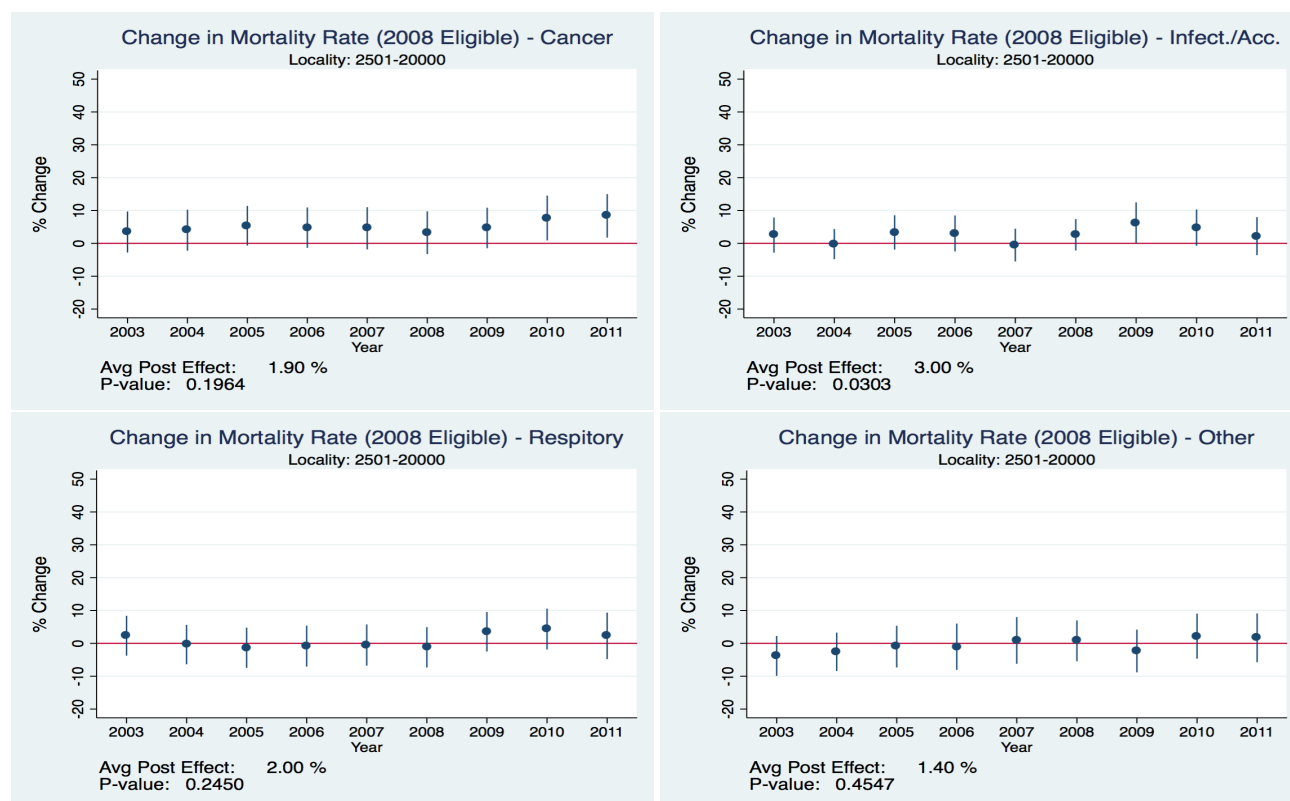 Change in Mortality Rate (2008 Eligible) - Cancer
Locality: 2501-20000
% Change
50
40
30
20
10
0
-10
-20
2003 2004 2005 2006 2007 2008 2009 2010 2011
Year
Avg Post Effect: 1.90 %
P-value: 0.1964
Change in Mortality Rate (2008 Eligible) - Infect./Acc.
Locality: 2501-20000
% Change
50
40
30
20
10
0
-10
-20
2003 2004 2005 2006 2007 2008 2009 2010 2011
Year
Avg Post Effect: 3.00 %
P-value: 0.0303
Change in Mortality Rate (2008 Eligible) - Respitory
Locality: 2501-20000
% Change
50
40
30
20
10
0
-10
-20
2003 2004 2005 2006 2007 2008 2009 2010 2011
Year
Avg Post Effect: 2.00 %
P-value: 0.2450
Change in Mortality Rate (2008 Eligible) - Other
Locality: 2501-20000
% Change
50
40
30
20
10
0
-10
-20
2003 2004 2005 2006 2007 2008 2009 2010 2011
Year
Avg Post Effect: 1.40 %
P-value: 0.4547